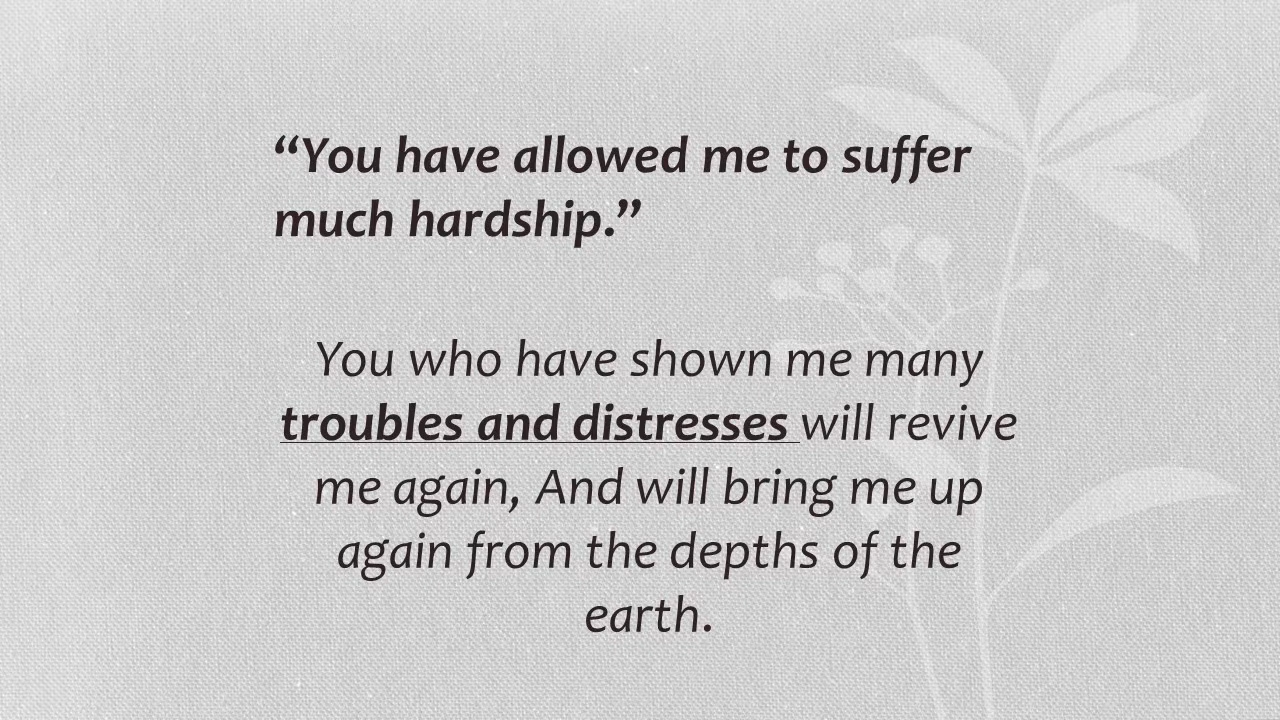 “You have allowed me to suffer
much hardship.”
You who have shown me many
troubles and distresses will revive
me again, And will bring me up
again from the depths of the
earth.